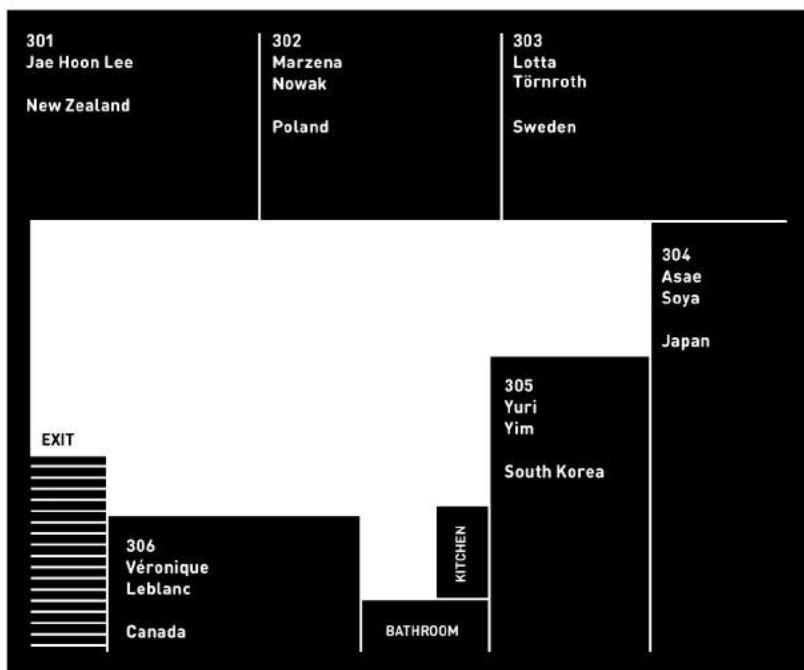 301
Jae Hoon Lee
New Zealand
302
Marzena
Nowak
Poland
303
Lotta
Törnroth
Sweden
304
Asae
Soya
Japan
305
Yuri
Yim
South Korea
EXIT
306
Véronique
Leblanc
Canada
KITCHEN
BATHROOM